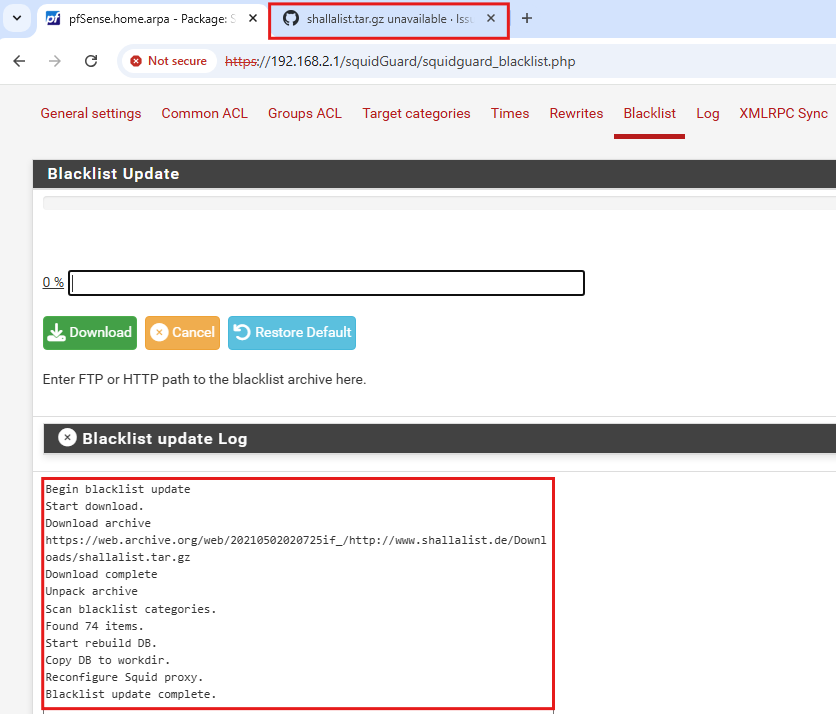 pfSense.home.arpa - Package: S
shallalist.tar.gz unavailable · Issu
Not secure
https://192.168.2.1/squidGuard/squidguard_blacklist.php
General settings Common ACL Groups ACL Target categories Times Rewrites Blacklist Log XMLRPC Sync
Blacklist Update
0 %
Download Cancel Restore Default
Enter FTP or HTTP path to the blacklist archive here.
Blacklist update Log
Begin blacklist update
Start download.
Download archive
https://web.archive.org/web/20210502020725if_/http://www.shallalist.de/Downl
oads/shallalist.tar.gz
Download complete
Unpack archive
Scan blacklist categories.
Found 74 items.
Start rebuild DB.
Copy DB to workdir.
Reconfigure Squid proxy.
Blacklist update complete.